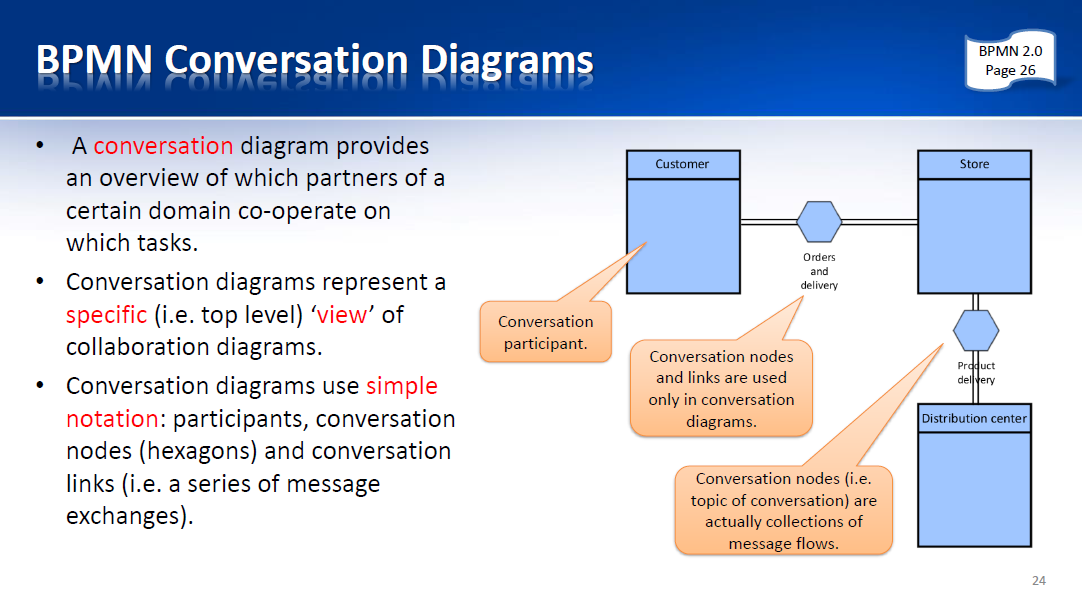 BPMN Conversation Diagrams
BPMN 2.0
Page 26
• A conversation diagram provides
an overview of which partners of a
certain domain co-operate on
which tasks.
• Conversation diagrams represent a
specific (i.e. top level) ‘view’ of
collaboration diagrams.
• Conversation diagrams use simple
notation: participants, conversation
nodes (hexagons) and conversation
links (i.e. a series of message
exchanges).
Customer
Store
Orders
and
delivery
Conversation
participant.
Conversation nodes
and links are used
only in conversation
diagrams.
Product
delivery
Distribution center
Conversation nodes (i.e.
topic of conversation) are
actually collections of
message flows.
24